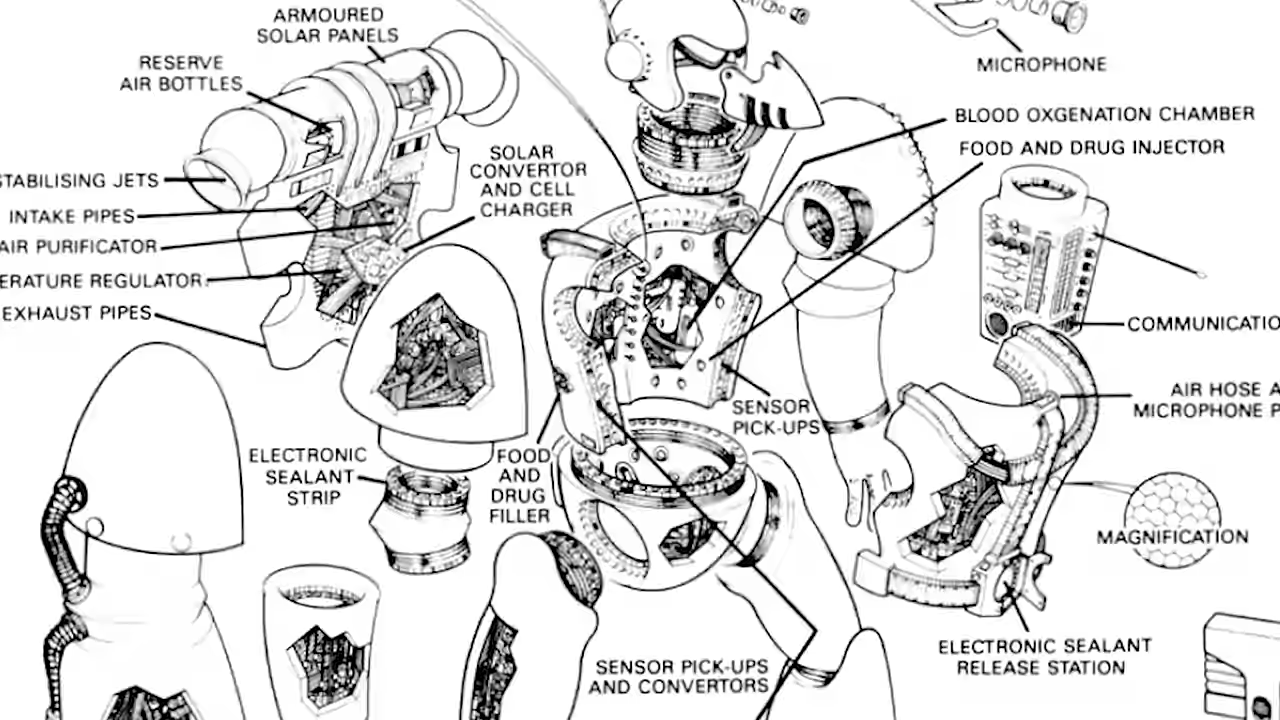 ARMOURED
SOLAR PANELS
RESERVE
AIR BOTTLES
MICROPHONE
BLOOD OXGENATION CHAMBER
FOOD AND DRUG INJECTOR
SOLAR
CONVERTOR
AND CELL
CHARGER
STABILISING JETS
INTAKE PIPES
AIR PURIFICATOR
ERATURE REGULATOR
EXHAUST PIPES
COMMUNICATIO
AIR HOSE A
MICROPHONE P
SENSOR
PICK-UPS
ELECTRONIC
SEALANT
STRIP
FOOD
AND
DRUG
FILLER
MAGNIFICATION
ELECTRONIC SEALANT
RELEASE STATION
SENSOR PICK-UPS
AND CONVERTORS